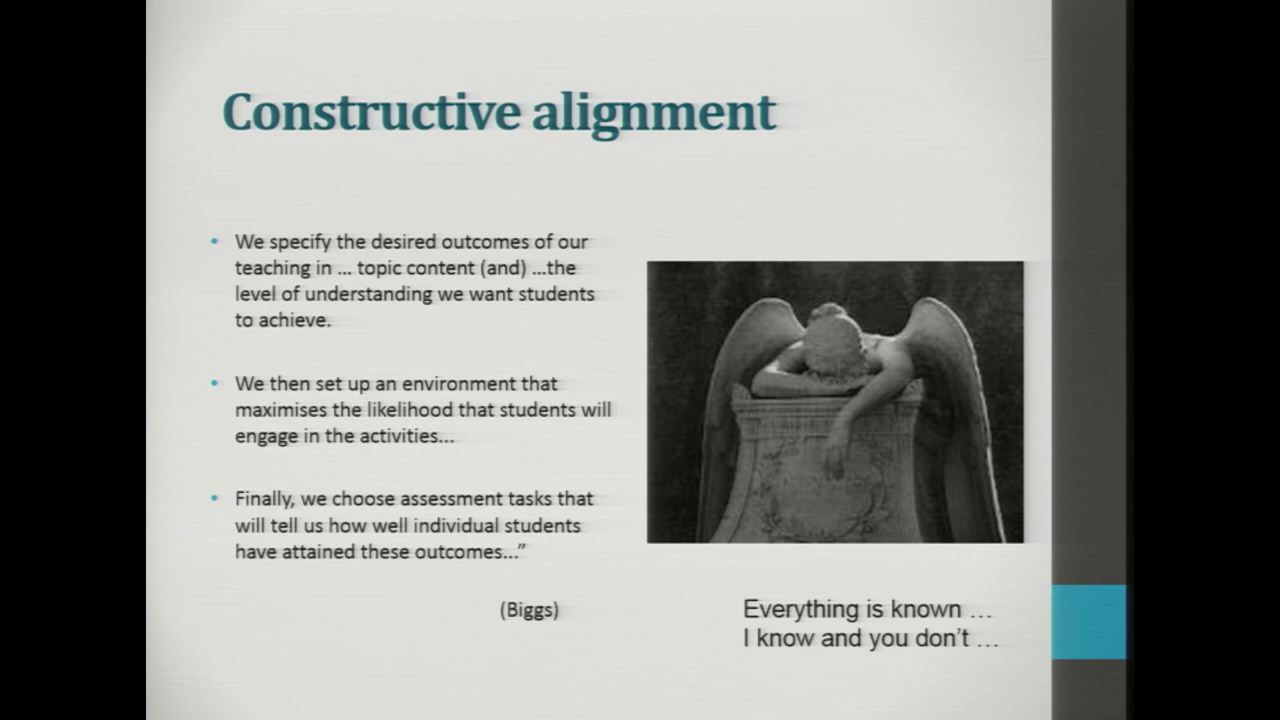 Constructive alignment
• We specify the desired outcomes of our
teaching in ... topic content (and) ...the
level of understanding we want students
to achieve.
• We then set up an environment that
maximises the likelihood that students will
engage in the activities...
• Finally, we choose assessment tasks that
will tell us how well individual students
have attained these outcomes...”
(Biggs)
Everything is known ...
I know and you don’t ...